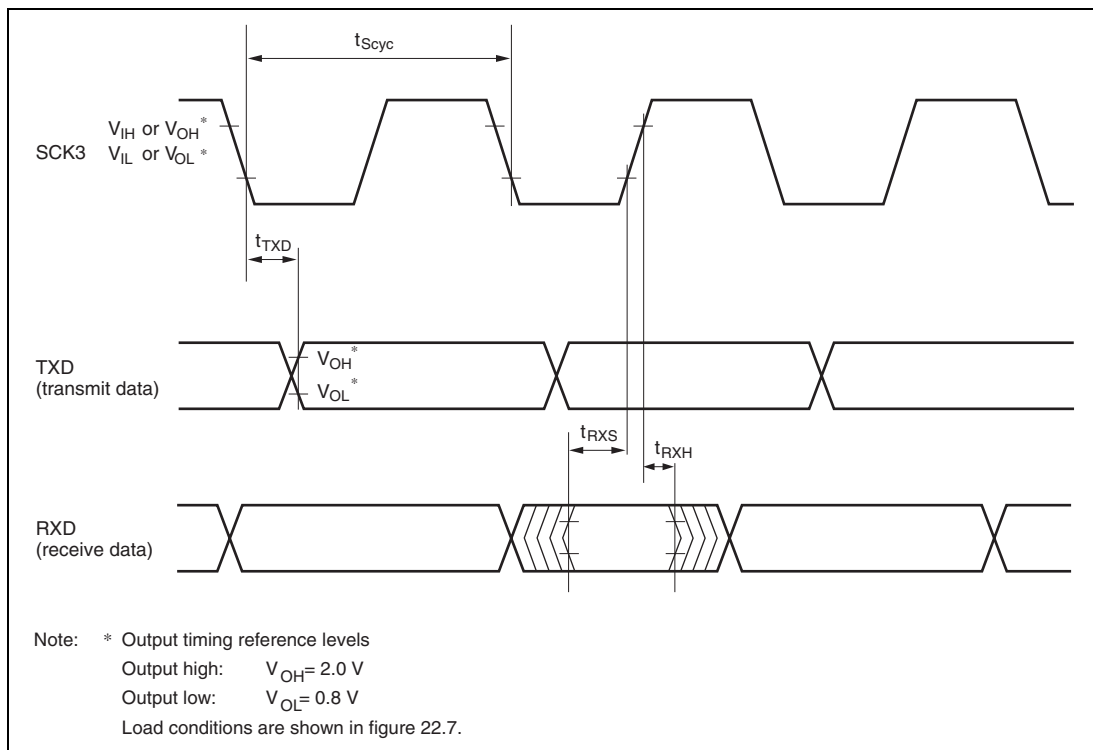 tScyc
VIH or VOH*
SCK3 VIL or VOL*
tTXD
TXD
(transmit data)
VOH*
VOL*
tRXS
tRXH
RXD
(receive data)
Note: * Output timing reference levels
Output high: VOH= 2.0 V
Output low: VOL= 0.8 V
Load conditions are shown in figure 22.7.